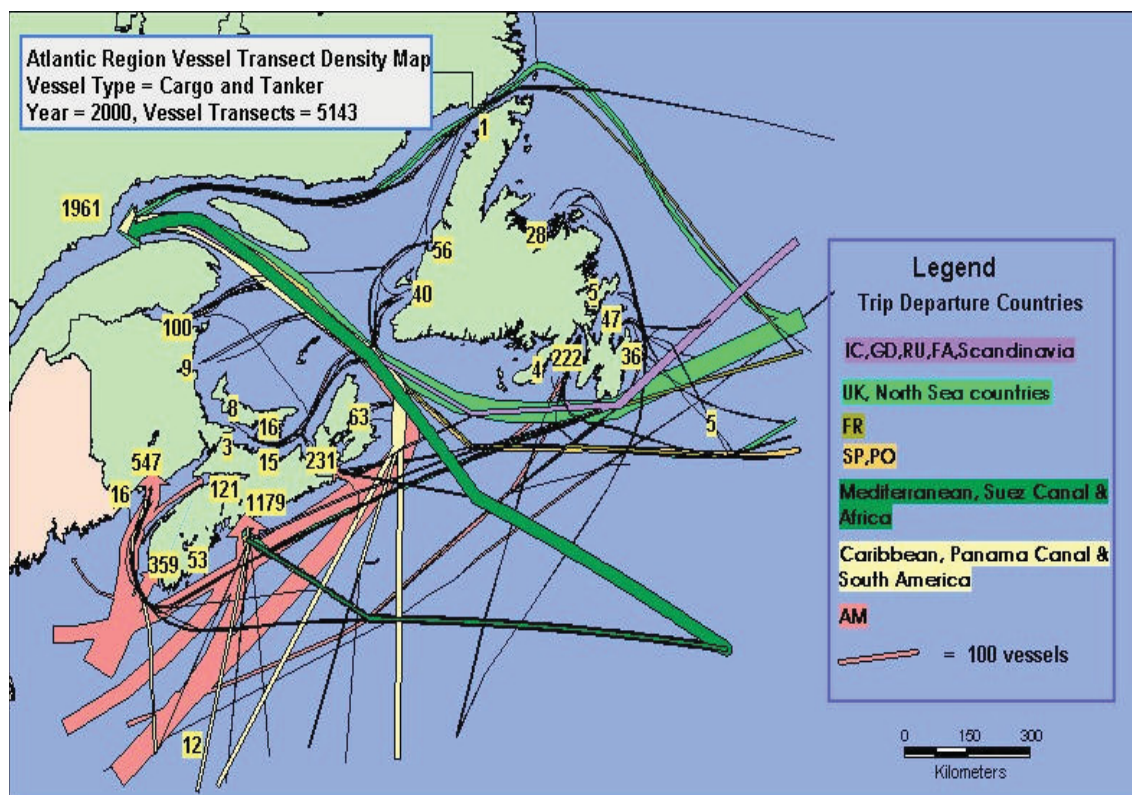 Atlantic Region Vessel Transect Density Map
Vessel Type = Cargo and Tanker
Year = 2000, Vessel Transects = 5143
1
1961
28
56
40
5
47
100
222
36
4
9
8
16
63
5
3
547
15
231
16
121
1179
359
53
12
Legend
Trip Departure Countries
IC,GD,RU,FA,Scandinavia
UK, North Sea countries
FR
SP,PO
Mediterranean, Suez Canal &
Africa
Caribbean, Panama Canal &
South America
AM
= 100 vessels
0 150 300
Kilometers